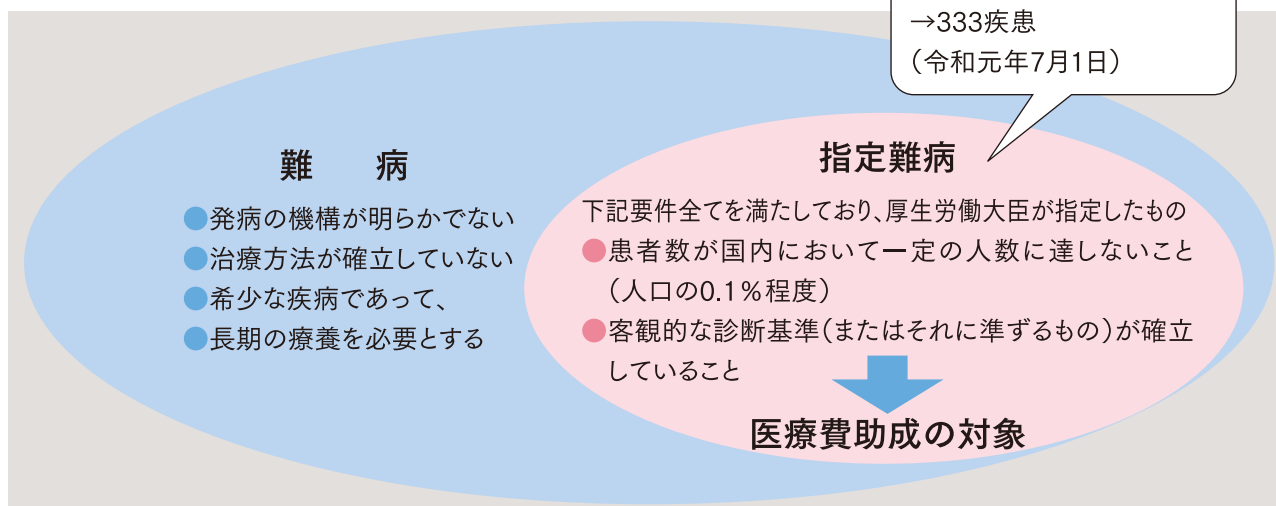 →333疾患
（令和元年7月1日）
難　病
●発病の機構が明らかでない
●治療方法が確立していない
●希少な疾病であって、
●長期の療養を必要とする
指定難病
下記要件全てを満たしており、厚生労働大臣が指定したもの
●患者数が国内において一定の人数に達しないこと
（人口の0.1％程度）
●客観的な診断基準（またはそれに準ずるもの）が確立
していること
医療費助成の対象